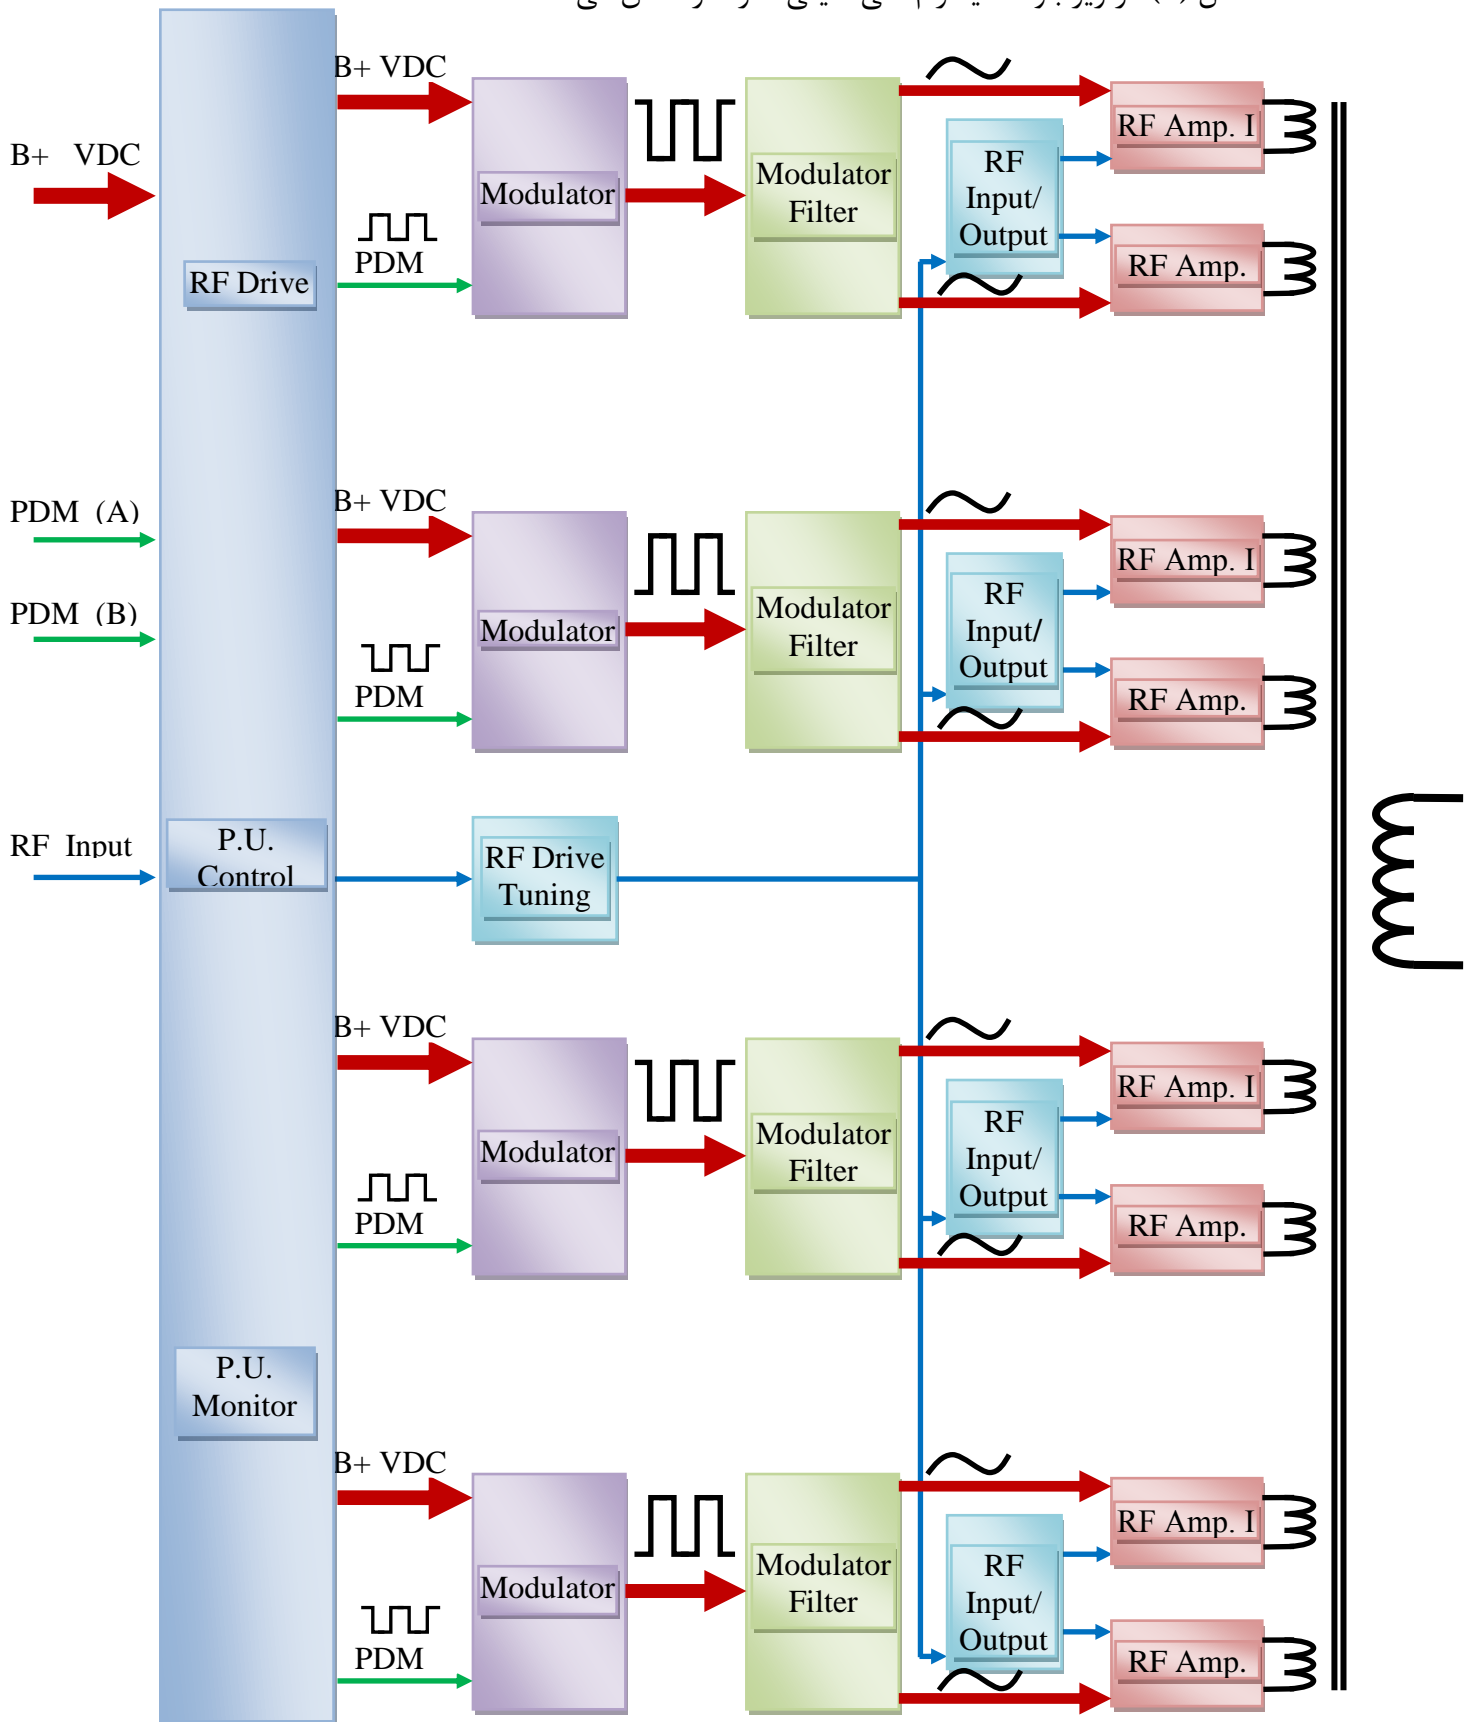 B+ VDC
B+ VDC
RF Drive
PDM
Modulator
Modulator
Filter
RF
Input/
Output
RF Amp. I
RF Amp.
PDM (A)
PDM (B)
B+ VDC
PDM
Modulator
Modulator
Filter
RF
Input/
Output
RF Amp. I
RF Amp.
RF Input
P.U.
Control
RF Drive
Tuning
B+ VDC
PDM
Modulator
Modulator
Filter
RF
Input/
Output
RF Amp. I
RF Amp.
P.U.
Monitor
B+ VDC
PDM
Modulator
Modulator
Filter
RF
Input/
Output
RF Amp. I
RF Amp.